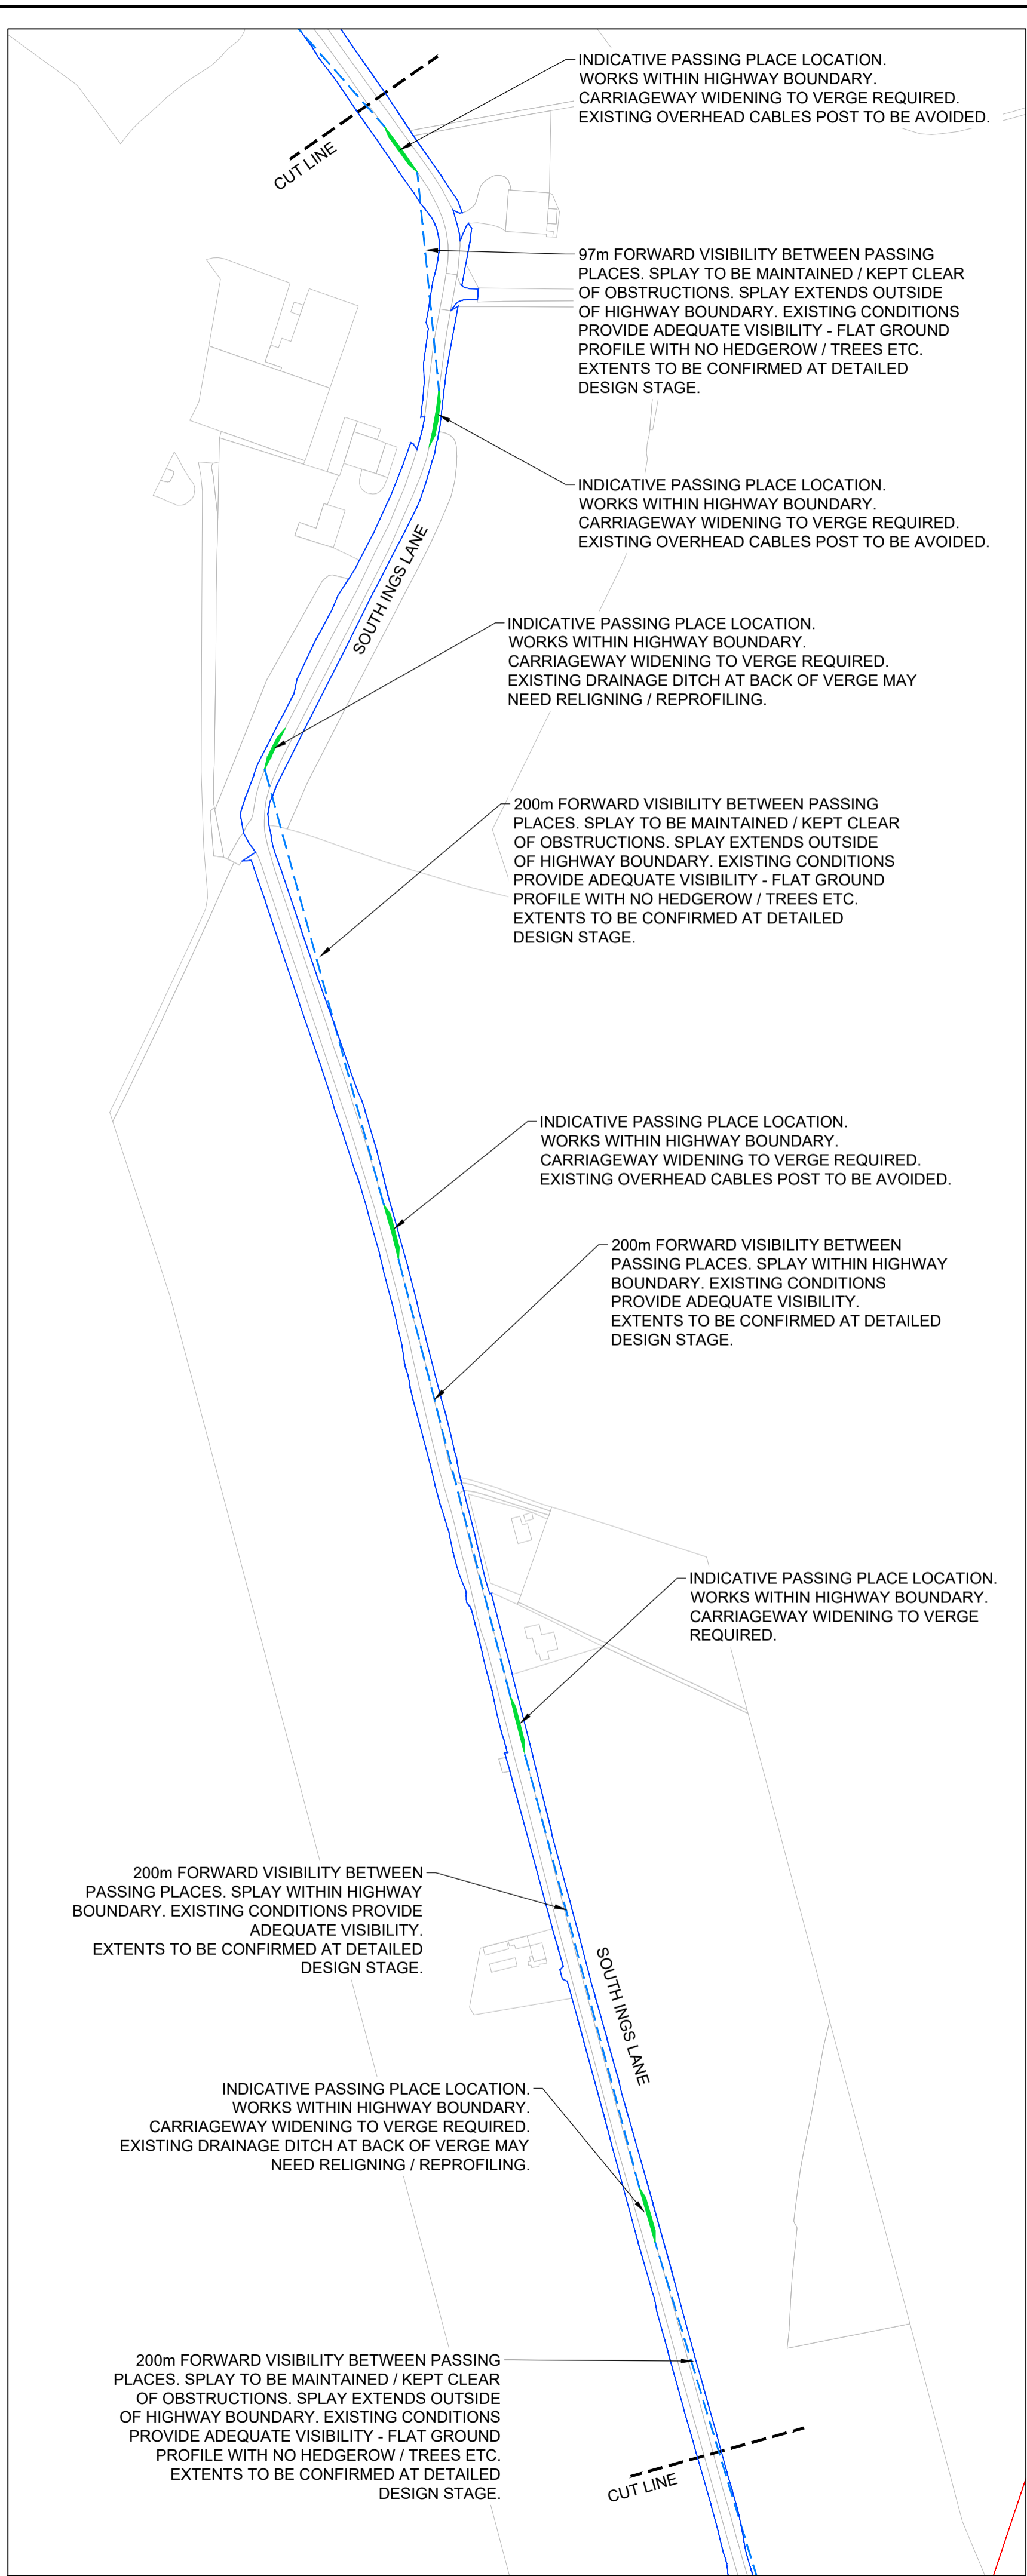 INDICATIVE PASSING PLACE LOCATION.
WORKS WITHIN HIGHWAY BOUNDARY.
CARRIAGEWAY WIDENING TO VERGE REQUIRED.
EXISTING OVERHEAD CABLES POST TO BE AVOIDED.
CUT LINE
97m FORWARD VISIBILITY BETWEEN PASSING
PLACES. SPLAY TO BE MAINTAINED / KEPT CLEAR
OF OBSTRUCTIONS. SPLAY EXTENDS OUTSIDE
OF HIGHWAY BOUNDARY. EXISTING CONDITIONS
PROVIDE ADEQUATE VISIBILITY - FLAT GROUND
PROFILE WITH NO HEDGEROW / TREES ETC.
EXTENTS TO BE CONFIRMED AT DETAILED
DESIGN STAGE.
INDICATIVE PASSING PLACE LOCATION.
WORKS WITHIN HIGHWAY BOUNDARY.
CARRIAGEWAY WIDENING TO VERGE REQUIRED.
EXISTING OVERHEAD CABLES POST TO BE AVOIDED.
SOUTH INGS LANE
INDICATIVE PASSING PLACE LOCATION.
WORKS WITHIN HIGHWAY BOUNDARY.
CARRIAGEWAY WIDENING TO VERGE REQUIRED.
EXISTING DRAINAGE DITCH AT BACK OF VERGE MAY
NEED RELIGNING / REPROFILING.
200m FORWARD VISIBILITY BETWEEN PASSING
PLACES. SPLAY TO BE MAINTAINED / KEPT CLEAR
OF OBSTRUCTIONS. SPLAY EXTENDS OUTSIDE
OF HIGHWAY BOUNDARY. EXISTING CONDITIONS
PROVIDE ADEQUATE VISIBILITY - FLAT GROUND
PROFILE WITH NO HEDGEROW / TREES ETC.
EXTENTS TO BE CONFIRMED AT DETAILED
DESIGN STAGE.
INDICATIVE PASSING PLACE LOCATION.
WORKS WITHIN HIGHWAY BOUNDARY.
CARRIAGEWAY WIDENING TO VERGE REQUIRED.
EXISTING OVERHEAD CABLES POST TO BE AVOIDED.
200m FORWARD VISIBILITY BETWEEN
PASSING PLACES. SPLAY WITHIN HIGHWAY
BOUNDARY. EXISTING CONDITIONS
PROVIDE ADEQUATE VISIBILITY.
EXTENTS TO BE CONFIRMED AT DETAILED
DESIGN STAGE.
INDICATIVE PASSING PLACE LOCATION.
WORKS WITHIN HIGHWAY BOUNDARY.
CARRIAGEWAY WIDENING TO VERGE
REQUIRED.
200m FORWARD VISIBILITY BETWEEN
PASSING PLACES. SPLAY WITHIN HIGHWAY
BOUNDARY. EXISTING CONDITIONS PROVIDE
ADEQUATE VISIBILITY.
EXTENTS TO BE CONFIRMED AT DETAILED
DESIGN STAGE.
SOUTH INGS LANE
INDICATIVE PASSING PLACE LOCATION.
WORKS WITHIN HIGHWAY BOUNDARY.
CARRIAGEWAY WIDENING TO VERGE REQUIRED.
EXISTING DRAINAGE DITCH AT BACK OF VERGE MAY
NEED RELIGNING / REPROFILING.
200m FORWARD VISIBILITY BETWEEN PASSING
PLACES. SPLAY TO BE MAINTAINED / KEPT CLEAR
OF OBSTRUCTIONS. SPLAY EXTENDS OUTSIDE
OF HIGHWAY BOUNDARY. EXISTING CONDITIONS
PROVIDE ADEQUATE VISIBILITY - FLAT GROUND
PROFILE WITH NO HEDGEROW / TREES ETC.
EXTENTS TO BE CONFIRMED AT DETAILED
DESIGN STAGE.
CUT LINE